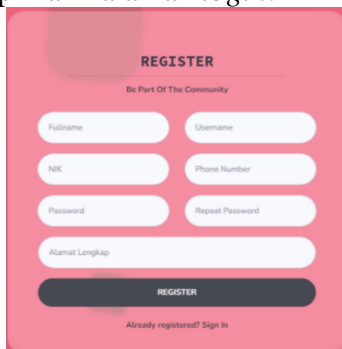 REGISTER
Be Part Of The Community
Fullname
Username
NIK
Phone Number
Password
Repeat Password
Alamat Lengkap
REGISTER
Already registered? Sign In